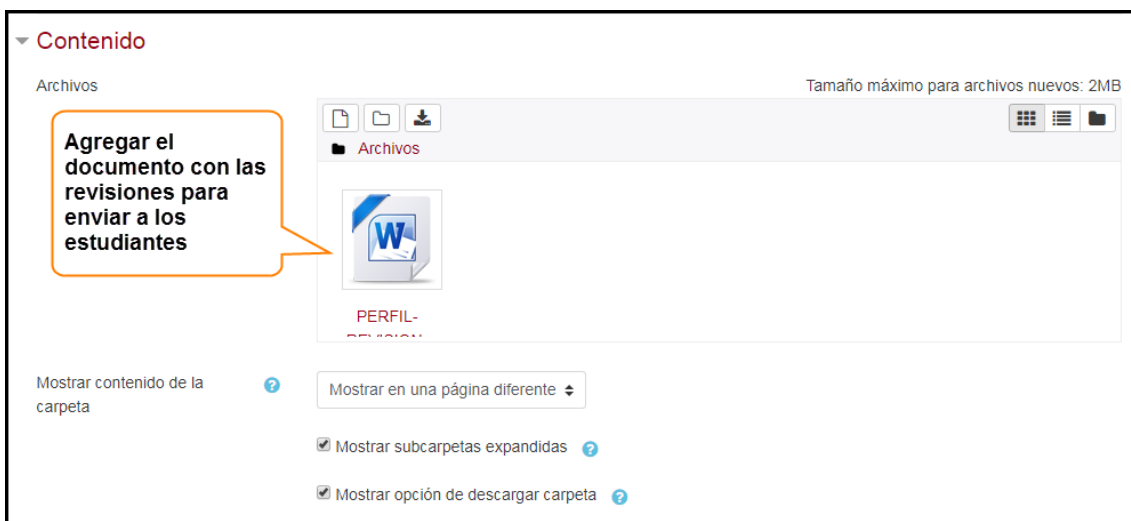 Contenido
Archivos
Tamaño máximo para archivos nuevos: 2MB
Agregar el
documento con las
revisiones para
enviar a los
estudiantes
Archivos
W
PERFIL-
REVISION
Mostrar contenido de la
carpeta
Mostrar en una página diferente
Mostrar subcarpetas expandidas
Mostrar opción de descargar carpeta